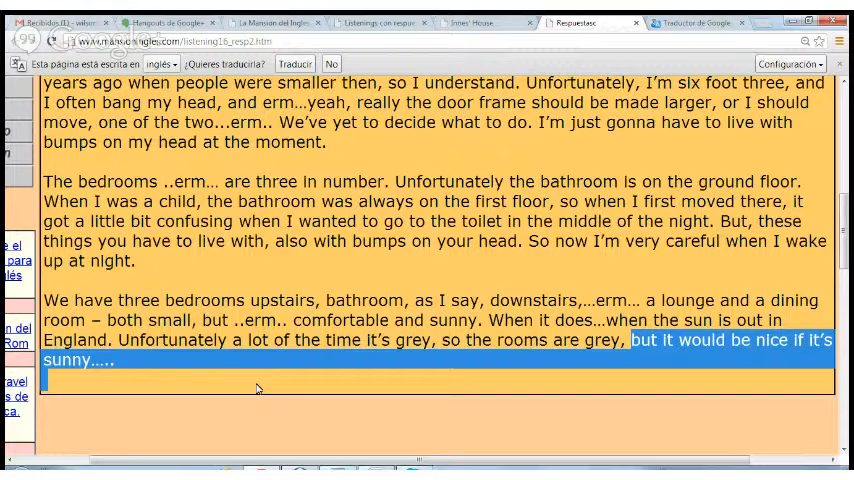 Recibidos (1) - wilson
Hangouts de Google+
La Mansion del Ingles
Listenings con respue
Innes' House
Respuestasc
Traductor de Google
Google+
www.mansioningles.com/listening16_resp2.htm
Esta página está escrita en inglés ¿Quieres traducirla? Traducir No Configuración
years ago when people were smaller then, so I understand. Unfortunately, I'm six foot three, and
I often bang my head, and erm…yeah, really the door frame should be made larger, or I should
move, one of the two...erm.. We've yet to decide what to do. I'm just gonna have to live with
bumps on my head at the moment.
The bedrooms ..erm… are three in number. Unfortunately the bathroom is on the ground floor.
When I was a child, the bathroom was always on the first floor, so when I first moved there, it
got a little bit confusing when I wanted to go to the toilet in the middle of the night. But, these
things you have to live with, also with bumps on your head. So now I'm very careful when I wake
up at night.
We have three bedrooms upstairs, bathroom, as I say, downstairs,…erm… a lounge and a dining
room – both small, but ..erm.. comfortable and sunny. When it does…when the sun is out in
England. Unfortunately a lot of the time it's grey, so the rooms are grey, but it would be nice if it's
sunny…..
o
n
e el
para
glés
n del
Rom
ravel
s de
ca.